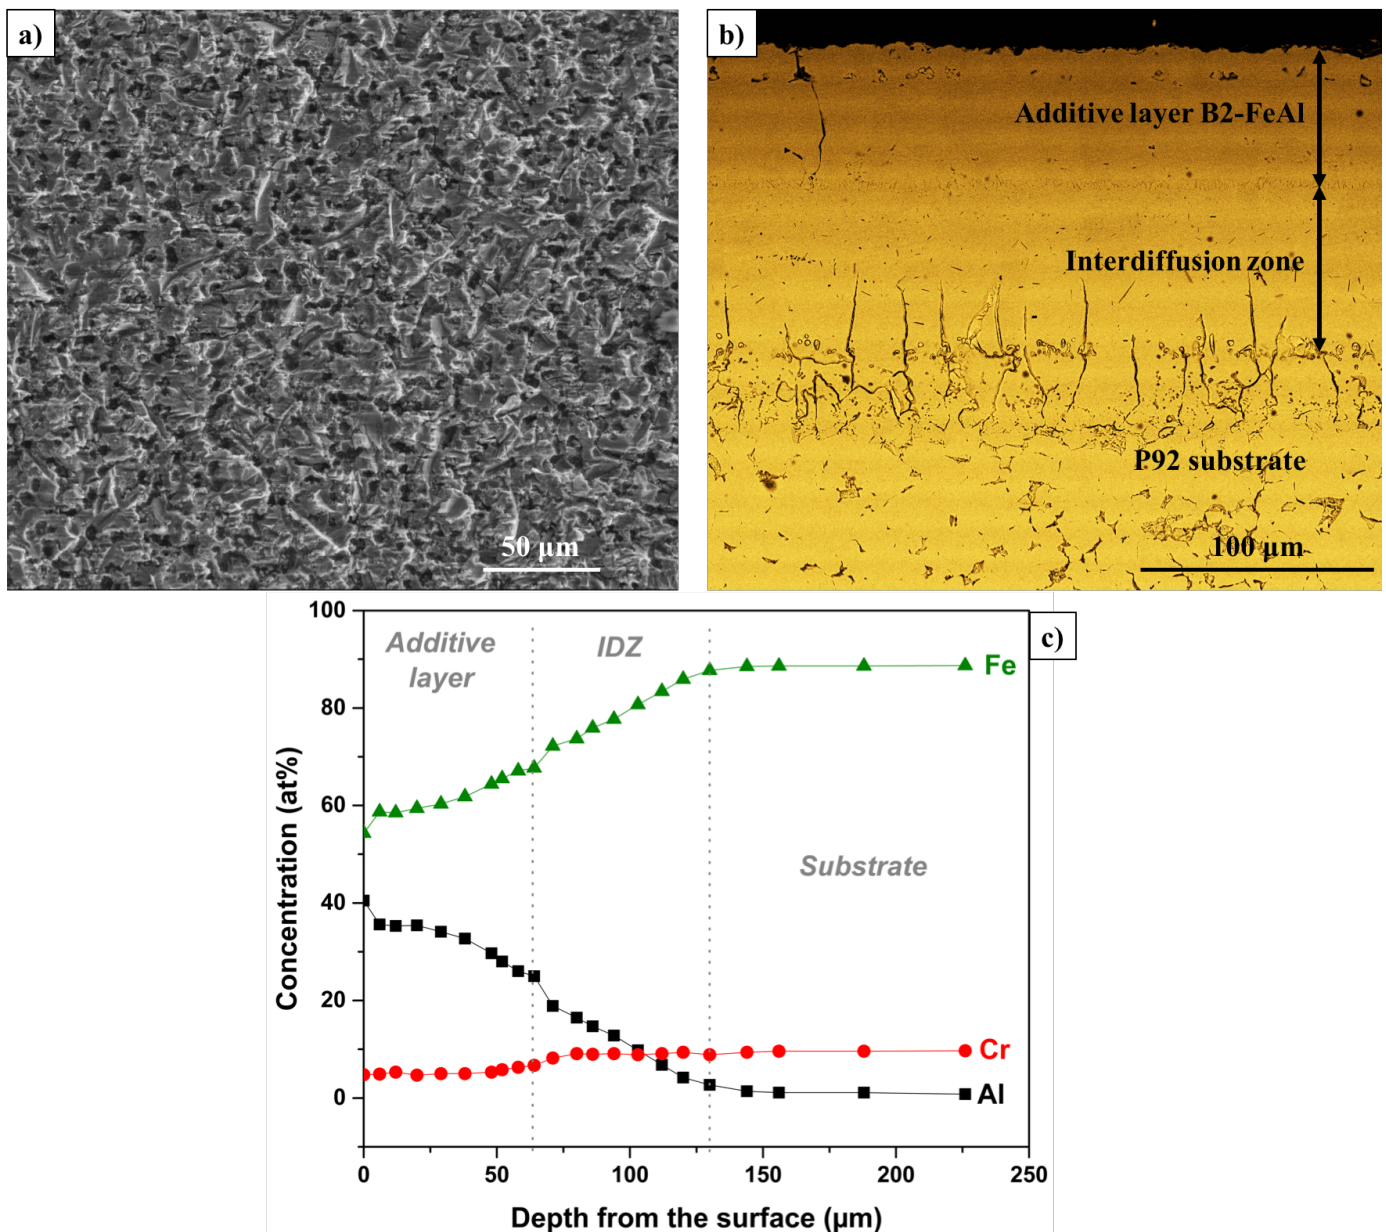 a)
50 µm
b)
Additive layer B2-FeAl
Interdiffusion zone
P92 substrate
100 µm
c)
100
80
60
40
20
0
Concentration (at%)
Additive
layer
IDZ
Substrate
Fe
Cr
Al
0 50 100 150 200 250
Depth from the surface (µm)